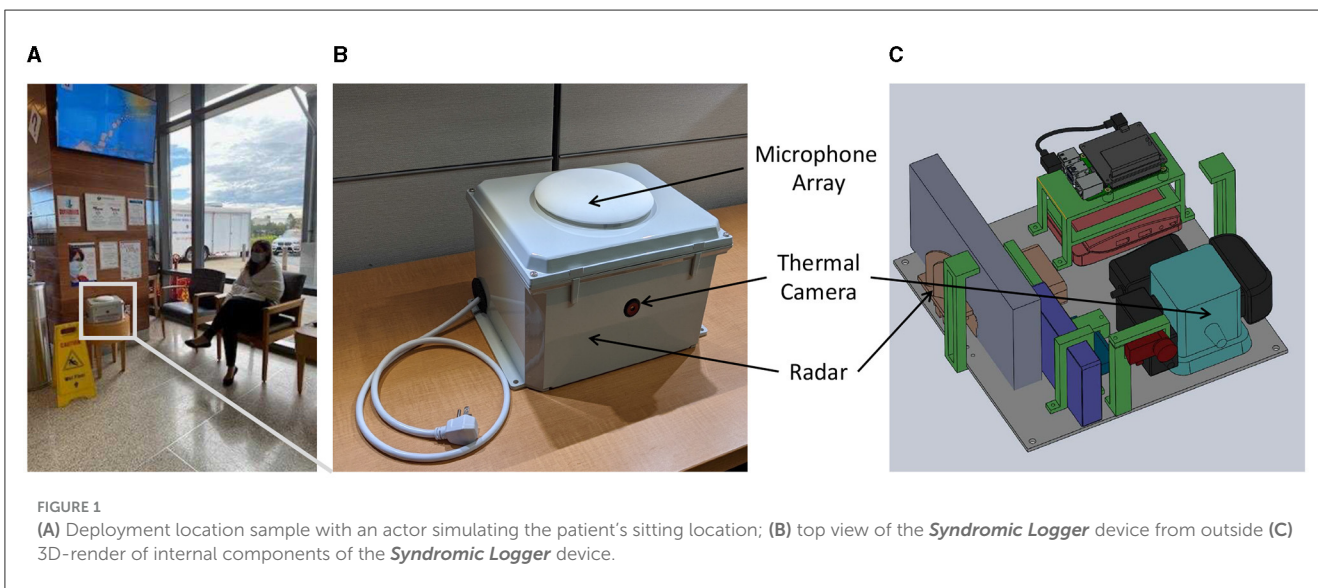 A
B
C
Microphone
Array
Thermal
Camera
Radar
CAUTION
FIGURE 1
(A) Deployment location sample with an actor simulating the patient's sitting location; (B) top view of the Syndromic Logger device from outside (C)
3D-render of internal components of the Syndromic Logger device.